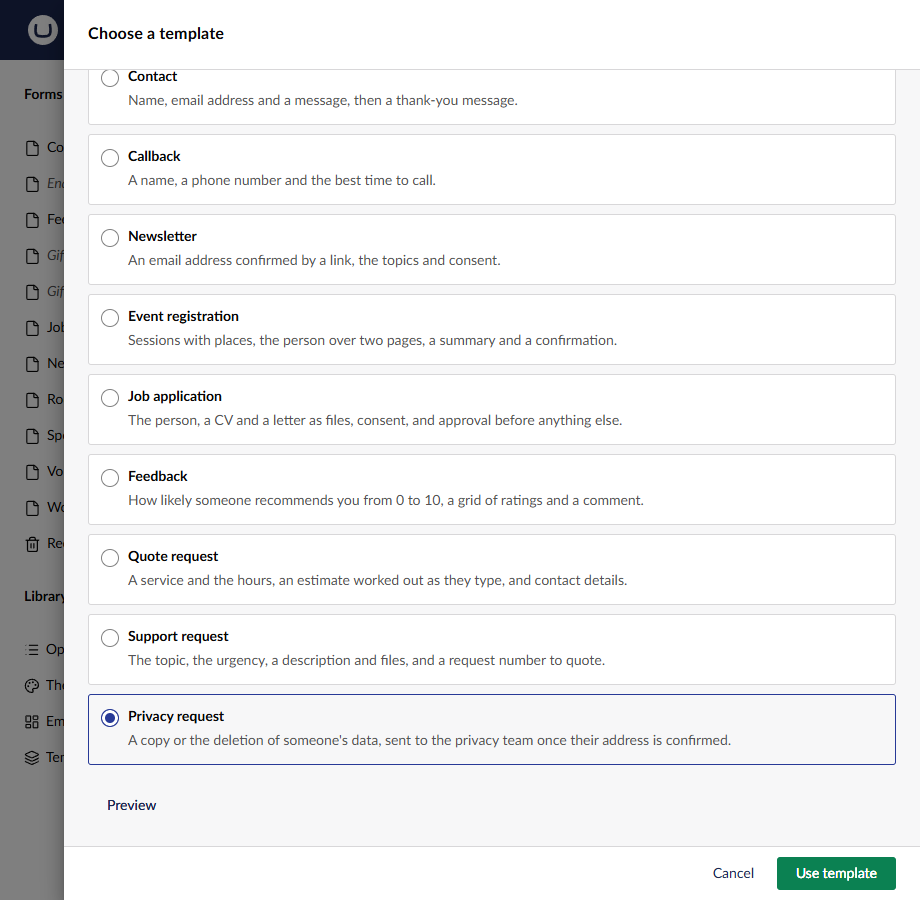 Choose a template
Forms
Contact
Name, email address and a message, then a thank-you message.
Callback
A name, a phone number and the best time to call.
Newsletter
An email address confirmed by a link, the topics and consent.
Event registration
Sessions with places, the person over two pages, a summary and a confirmation.
Job application
The person, a CV and a letter as files, consent, and approval before anything else.
Feedback
How likely someone recommends you from 0 to 10, a grid of ratings and a comment.
Quote request
A service and the hours, an estimate worked out as they type, and contact details.
Library
Support request
The topic, the urgency, a description and files, and a request number to quote.
Privacy request
A copy or the deletion of someone's data, sent to the privacy team once their address is confirmed.
Preview
Cancel
Use template